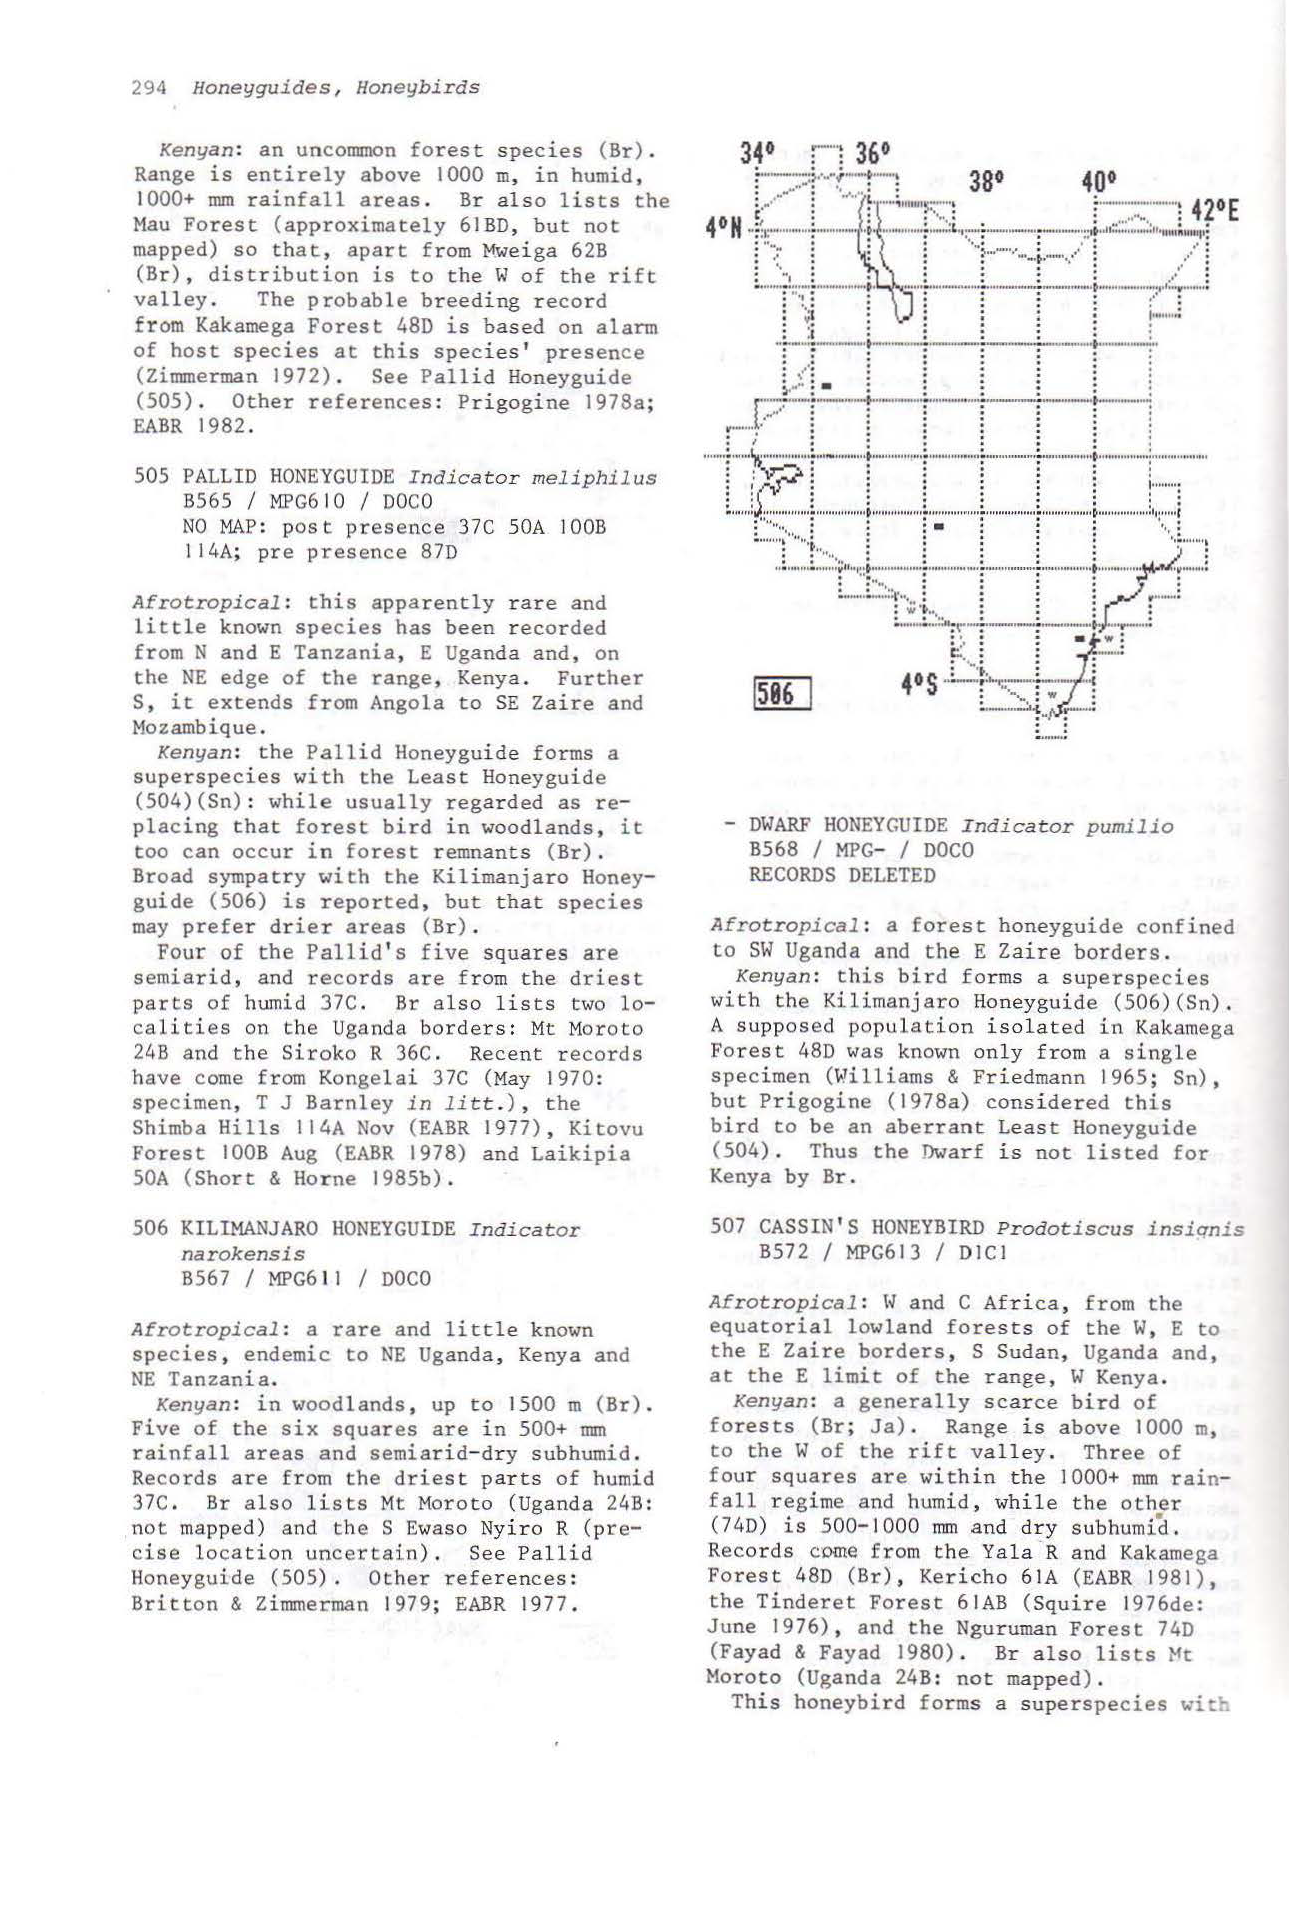 294 Honeyguides, Honeybirds
Kenyan: an uncommon forest species (Br).
Range is entirely above 1000 m, in humid,
1000+ mm rainfall areas. Br also lists the
Mau Forest (approximately 61BD, but not
mapped) so that, apart from Mweiga 62B
(Br), distribution is to the W of the rift
valley. The probable breeding record
from Kakamega Forest 48D is based on alarm
of host species at this species' presence
(Zimmerman 1972). See Pallid Honeyguide
(505). Other references: Prigogine 1978a;
EABR 1982.
505 PALLID HONEYGUIDE Indicator meliphilus
B565 / MPG610 / D0C0
NO MAP: post presence 37C 50A 100B
114A; pre presence 87D
Afrotropical: this apparently rare and
little known species has been recorded
from N and E Tanzania, E Uganda and, on
the NE edge of the range, Kenya. Further
S, it extends from Angola to SE Zaire and
Mozambique.
Kenyan: the Pallid Honeyguide forms a
superspecies with the Least Honeyguide
(504)(Sn): while usually regarded as re-
placing that forest bird in woodlands, it
too can occur in forest remnants (Br).
Broad sympatry with the Kilimanjaro Honey-
guide (506) is reported, but that species
may prefer drier areas (Br).
Four of the Pallid's five squares are
semiarid, and records are from the driest
parts of humid 37C. Br also lists two lo-
calities on the Uganda borders: Mt Moroto
24B and the Siroko R 36C. Recent records
have come from Kongelai 37C (May 1970:
specimen, T J Barnley in litt.), the
Shimba Hills 114A Nov (EABR 1977), Kitovu
Forest 100B Aug (EABR 1978) and Laikipia
50A (Short & Horne 1985b).
506 KILIMANJARO HONEYGUIDE Indicator
narokensis
B567 / MPG611 / D0C0
Afrotropical: a rare and little known
species, endemic to NE Uganda, Kenya and
NE Tanzania.
Kenyan: in woodlands, up to 1500 m (Br).
Five of the six squares are in 500+ mm
rainfall areas and semiarid-dry subhumid.
Records are from the driest parts of humid
37C. Br also lists Mt Moroto (Uganda 24B:
not mapped) and the S Ewaso Nyiro R (pre-
cise location uncertain). See Pallid
Honeyguide (505). Other references:
Britton & Zimmerman 1979; EABR 1977.
34° 36°
38° 40°
42°E
4°N
W
W
4°S
W
506
- DWARF HONEYGUIDE Indicator pumilio
B568 / MPG- / D0C0
RECORDS DELETED
Afrotropical: a forest honeyguide confined
to SW Uganda and the E Zaire borders.
Kenyan: this bird forms a superspecies
with the Kilimanjaro Honeyguide (506)(Sn).
A supposed population isolated in Kakamega
Forest 48D was known only from a single
specimen (Williams & Friedmann 1965; Sn),
but Prigogine (1978a) considered this
bird to be an aberrant Least Honeyguide
(504). Thus the Dwarf is not listed for
Kenya by Br.
507 CASSIN'S HONEYBIRD Prodotiscus insignis
B572 / MPG613 / D1C1
Afrotropical: W and C Africa, from the
equatorial lowland forests of the W, E to
the E Zaire borders, S Sudan, Uganda and,
at the E limit of the range, W Kenya.
Kenyan: a generally scarce bird of
forests (Br; Ja). Range is above 1000 m,
to the W of the rift valley. Three of
four squares are within the 1000+ mm rain-
fall regime and humid, while the other
(74D) is 500-1000 mm and dry subhumid.
Records come from the Yala R and Kakamega
Forest 48D (Br), Kericho 61A (EABR 1981),
the Tinderet Forest 61AB (Squire 1976de:
June 1976), and the Nguruman Forest 74D
(Fayad & Fayad 1980). Br also lists Mt
Moroto (Uganda 24B: not mapped).
This honeybird forms a superspecies with